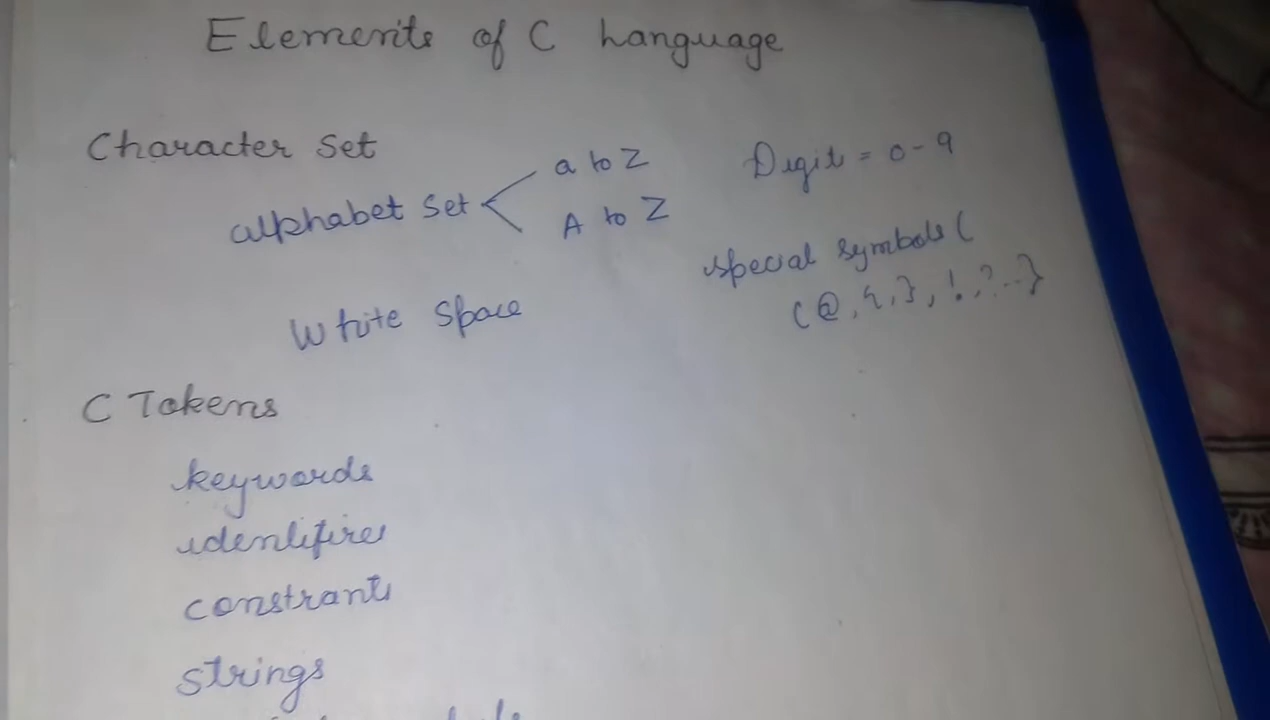 Elements of C Language
Character Set
alphabet Set
a to Z
A to Z
Digit = 0-9
special symbols (
(@, {, }, !, ?--}
White Space
C Tokens
keywords
identifires
constrants
strings